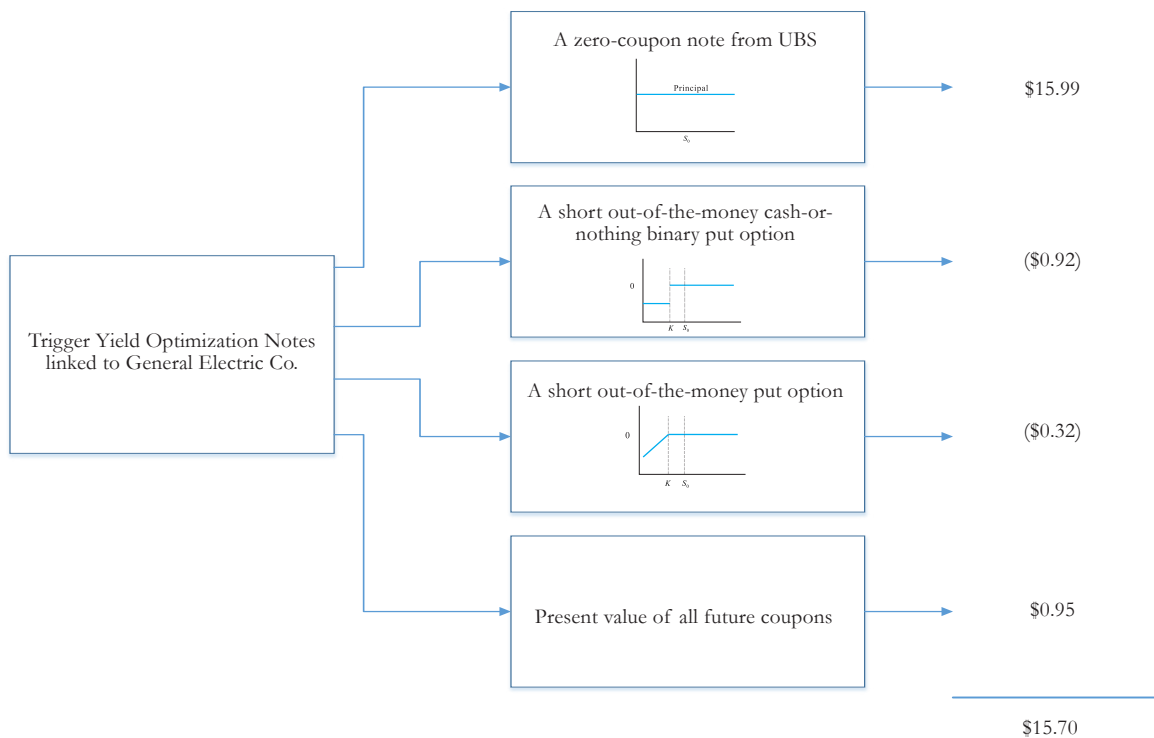 A zero-coupon note from UBS
Principal
S0
$15.99
A short out-of-the-money cash-or-
nothing binary put option
0
K
S0
($0.92)
Trigger Yield Optimization Notes
linked to General Electric Co.
A short out-of-the-money put option
0
K
S0
($0.32)
Present value of all future coupons
$0.95
$15.70